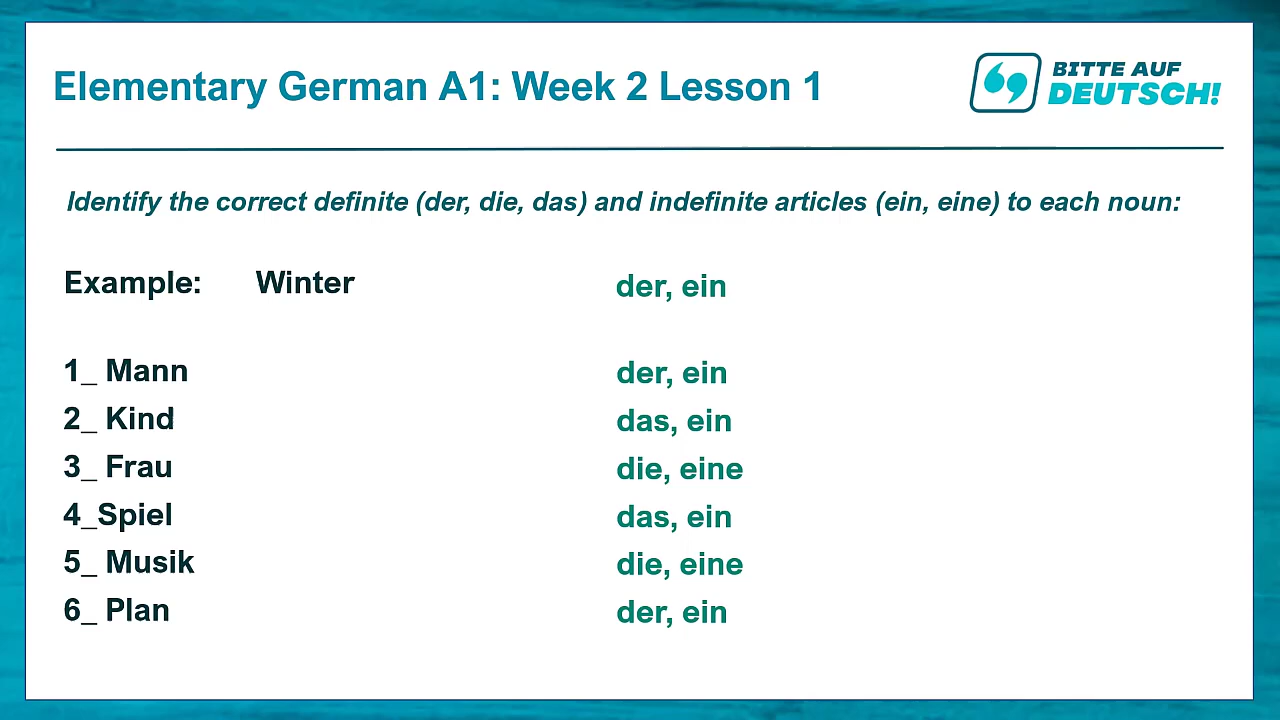 Elementary German A1: Week 2 Lesson 1
BITTE AUF
DEUTSCH!
Identify the correct definite (der, die, das) and indefinite articles (ein, eine) to each noun:
Example: Winter der, ein
1_ Mann der, ein
2_ Kind das, ein
3_ Frau die, eine
4_Spiel das, ein
5_ Musik die, eine
6_ Plan der, ein